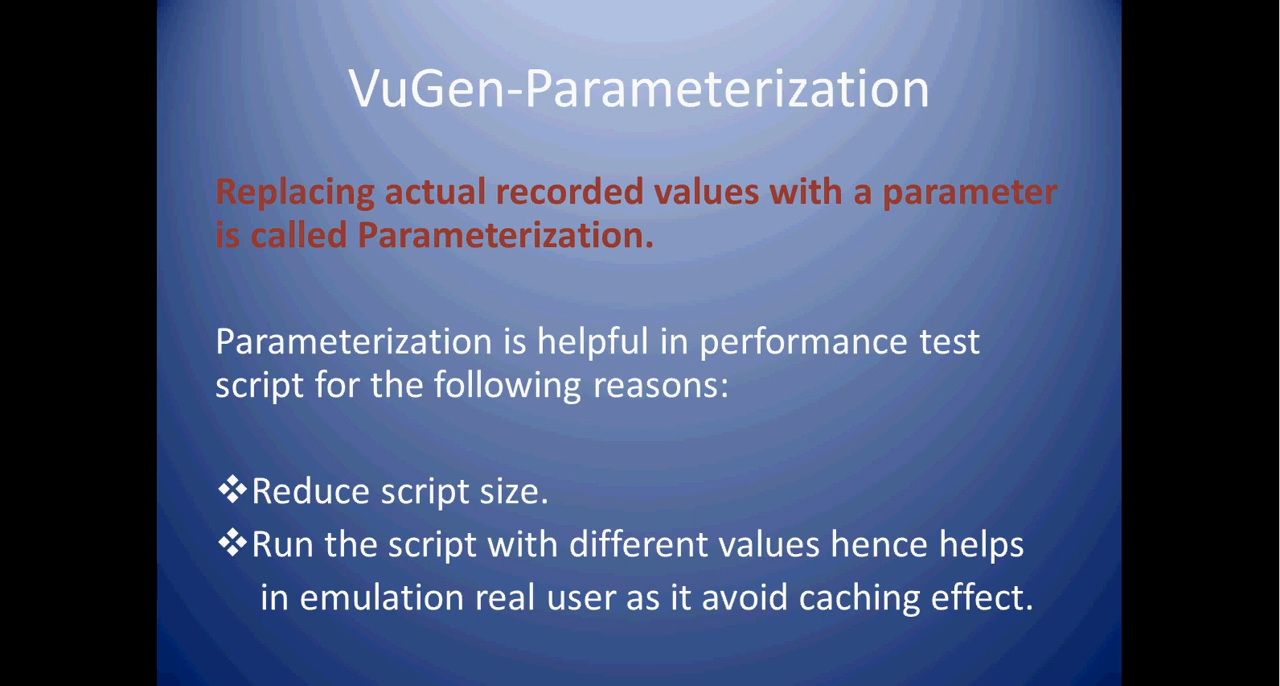 VuGen-Parameterization
Replacing actual recorded values with a parameter
is called Parameterization.
Parameterization is helpful in performance test
script for the following reasons:
❖Reduce script size.
❖Run the script with different values hence helps
in emulation real user as it avoid caching effect.